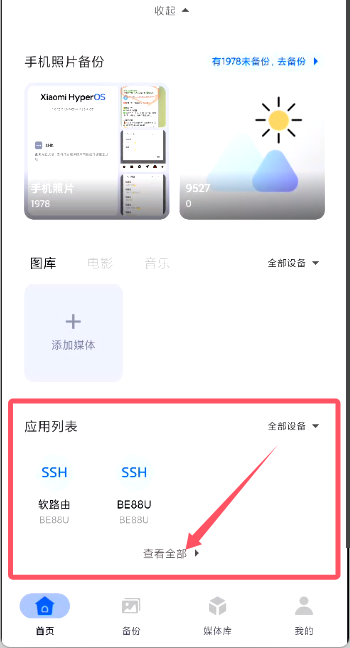 收起
手机照片备份
有1978未备份，去备份
Xiaomi HyperOS
手机照片
1978
9527
0
图库 电影 音乐 全部设备
添加媒体
应用列表 全部设备
SSH SSH
软路由 BE88U
BE88U BE88U
查看全部
首页 备份 媒体库 我的